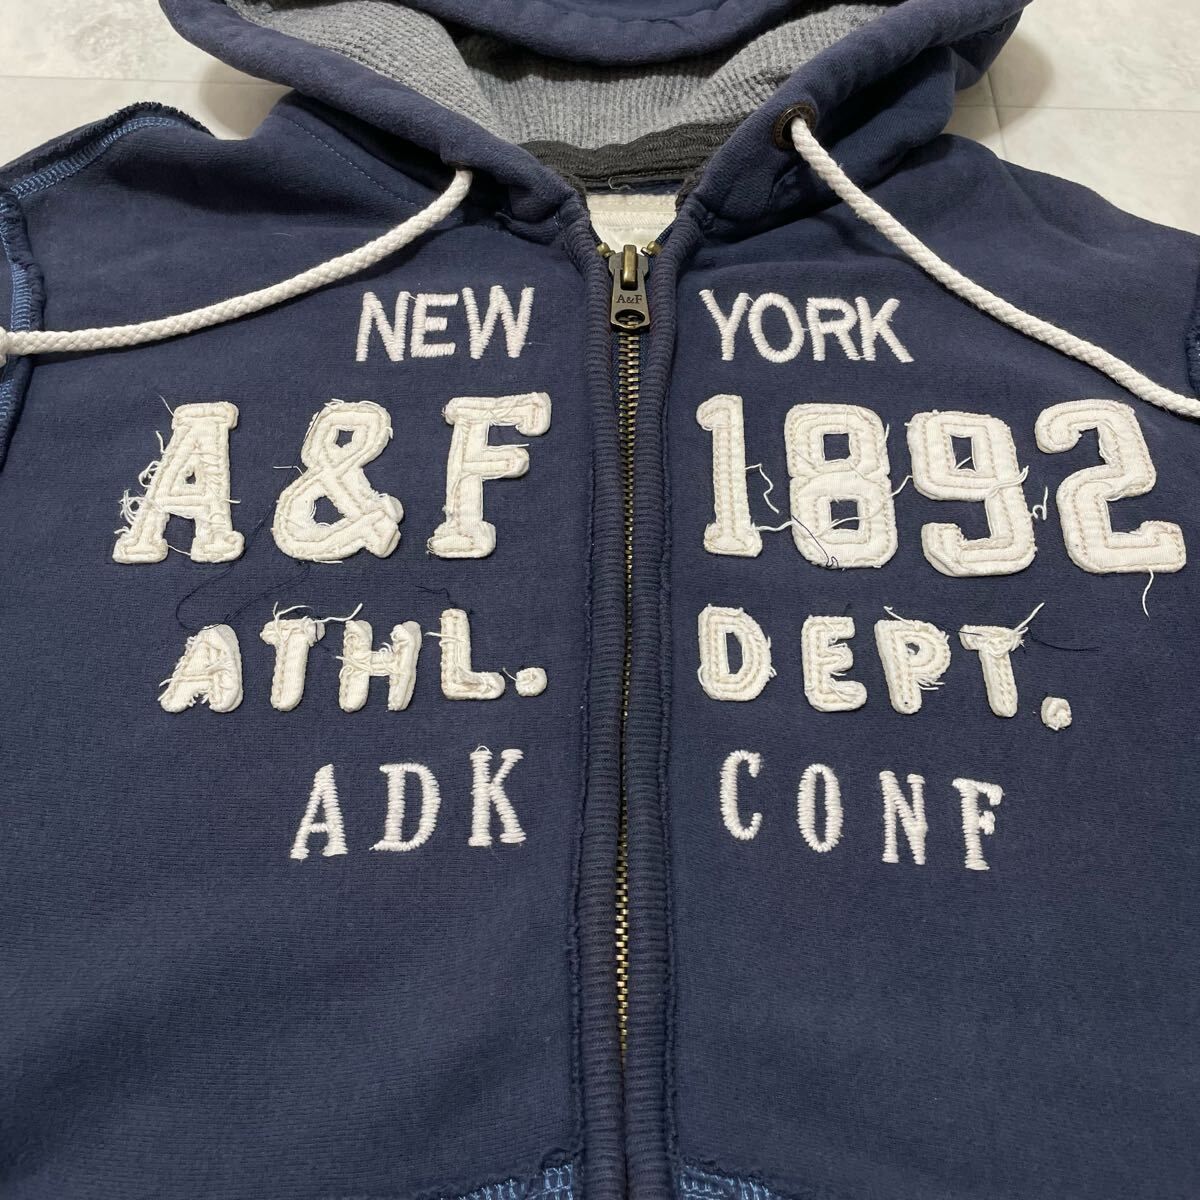 A&F
NEW YORK
A&F 1892
ATHL. DEPT.
ADK CONF